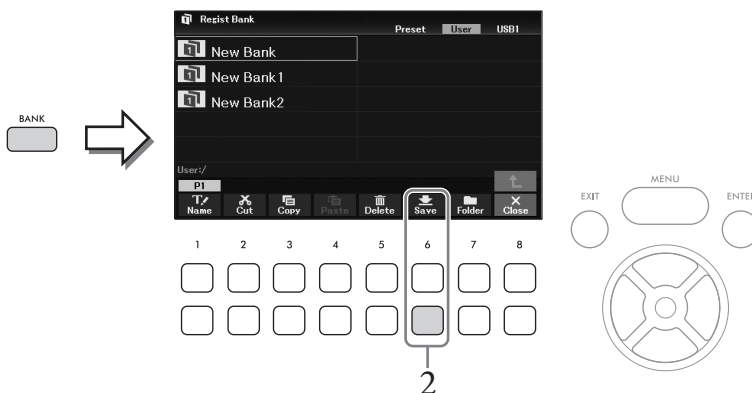 Regist Bank
Preset User USB1
New Bank
New Bank1
New Bank2
BANK
User:/
P1
Name Cut Copy Paste Delete Save Folder Close
MENU
EXIT ENTER
1 2 3 4 5 6 7 8
2